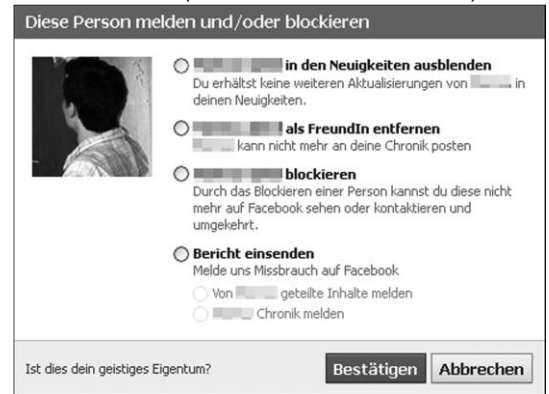 Diese Person melden und/oder blockieren
in den Neuigkeiten ausblenden
Du erhältst keine weiteren Aktualisierungen von in
deinen Neuigkeiten.
als FreundIn entfernen
kann nicht mehr an deine Chronik posten
blockieren
Durch das Blockieren einer Person kannst du diese nicht
mehr auf Facebook sehen oder kontaktieren und
umgekehrt.
Bericht einsenden
Melde uns Missbrauch auf Facebook
Von geteilte Inhalte melden
Chronik melden
Ist dies dein geistiges Eigentum?
Bestätigen Abbrechen